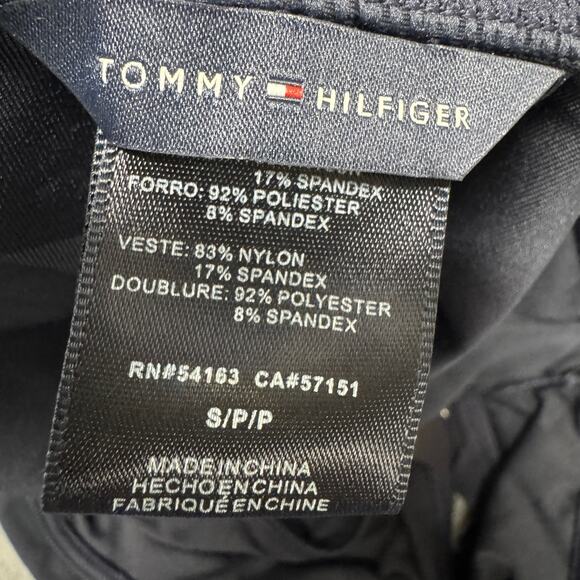 TOMMY HILFIGER
17% SPANDEX
FORRO: 92% POLIESTER
8% SPANDEX
VESTE: 83% NYLON
17% SPANDEX
DOUBLURE: 92% POLYESTER
8% SPANDEX
RN#54163 CA#57151
S/P/P
MADE IN CHINA
HECHO EN CHINA
FABRIQUÉ EN CHINE